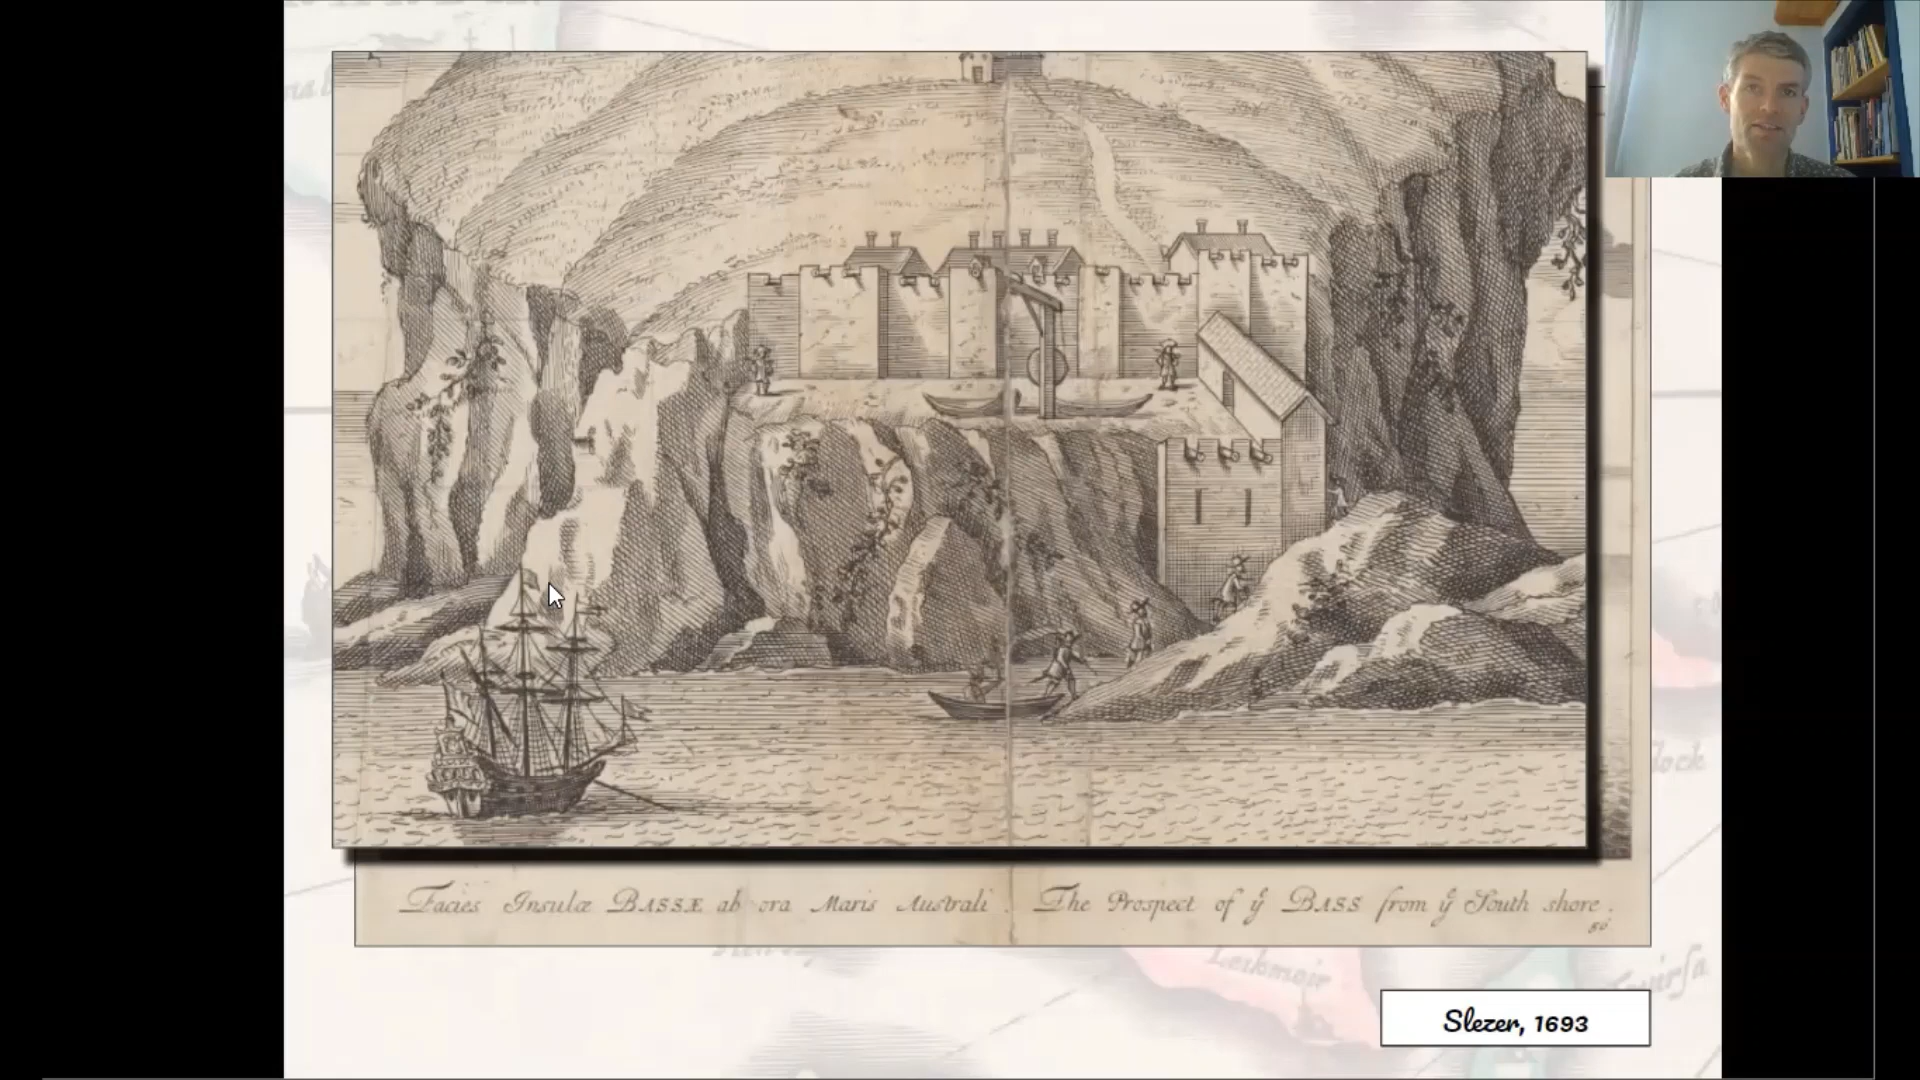 Facies Insulæ BASSÆ ab ora Maris Australi. The Prospect of yͤ BASS from yͤ South shore.
Slezer, 1693